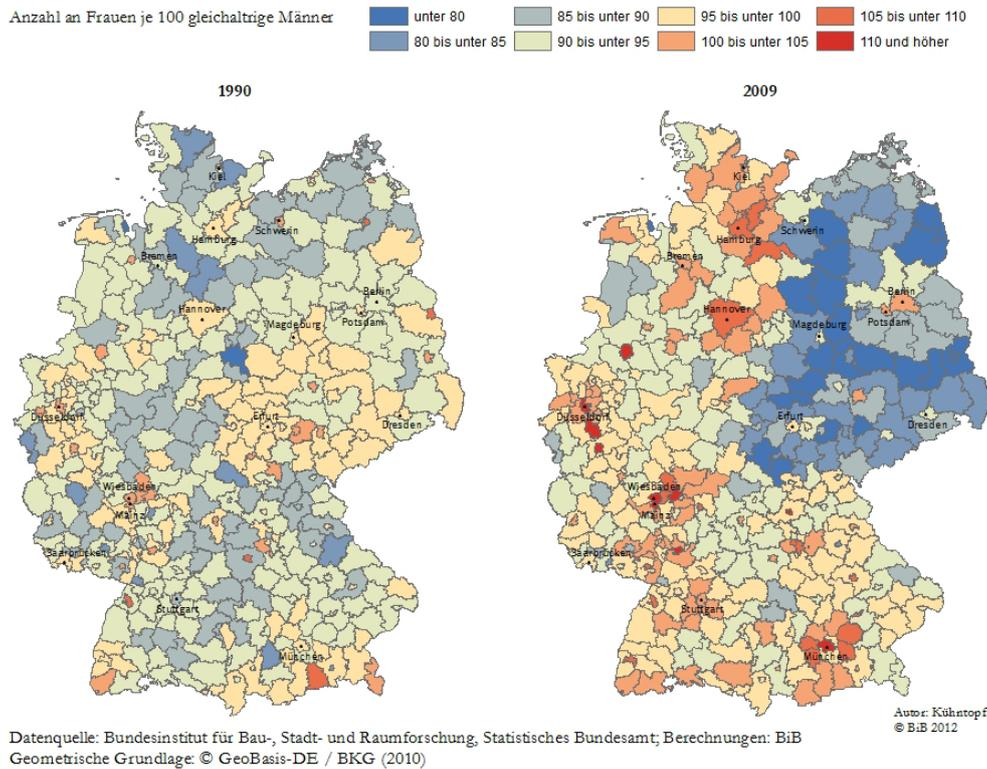 Anzahl an Frauen je 100 gleichaltrige Männer
unter 80
85 bis unter 90
95 bis unter 100
105 bis unter 110
80 bis unter 85
90 bis unter 95
100 bis unter 105
110 und höher
1990
2009
Kiel
Schwerin
Hamburg
Bremen
Berlin
Hannover
Potsdam
Magdeburg
Düsseldorf
Erfurt
Dresden
Wiesbaden
Mainz
Saarbrücken
Stuttgart
München
Kiel
Schwerin
Hamburg
Bremen
Berlin
Hannover
Potsdam
Magdeburg
Düsseldorf
Erfurt
Dresden
Wiesbaden
Mainz
Saarbrücken
Stuttgart
München
Autor: Kühntopf
© BiB 2012
Datenquelle: Bundesinstitut für Bau-, Stadt- und Raumforschung, Statistisches Bundesamt; Berechnungen: BiB
Geometrische Grundlage: © GeoBasis-DE / BKG (2010)